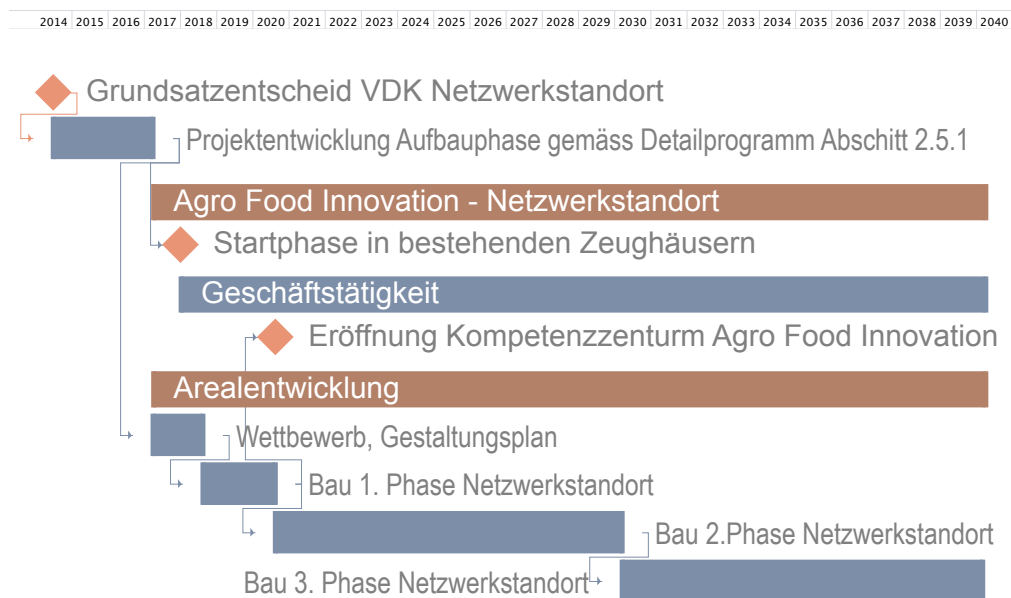 2014 2015 2016 2017 2018 2019 2020 2021 2022 2023 2024 2025 2026 2027 2028 2029 2030 2031 2032 2033 2034 2035 2036 2037 2038 2039 2040
Grundsatzentscheid VDK Netzwerkstandort
Projektentwicklung Aufbauphase gemäss Detailprogramm Abschitt 2.5.1
Agro Food Innovation - Netzwerkstandort
Startphase in bestehenden Zeughäusern
Geschäftstätigkeit
Eröffnung Kompetenzzenturm Agro Food Innovation
Arealentwicklung
Wettbewerb, Gestaltungsplan
Bau 1. Phase Netzwerkstandort
Bau 2.Phase Netzwerkstandort
Bau 3. Phase Netzwerkstandort